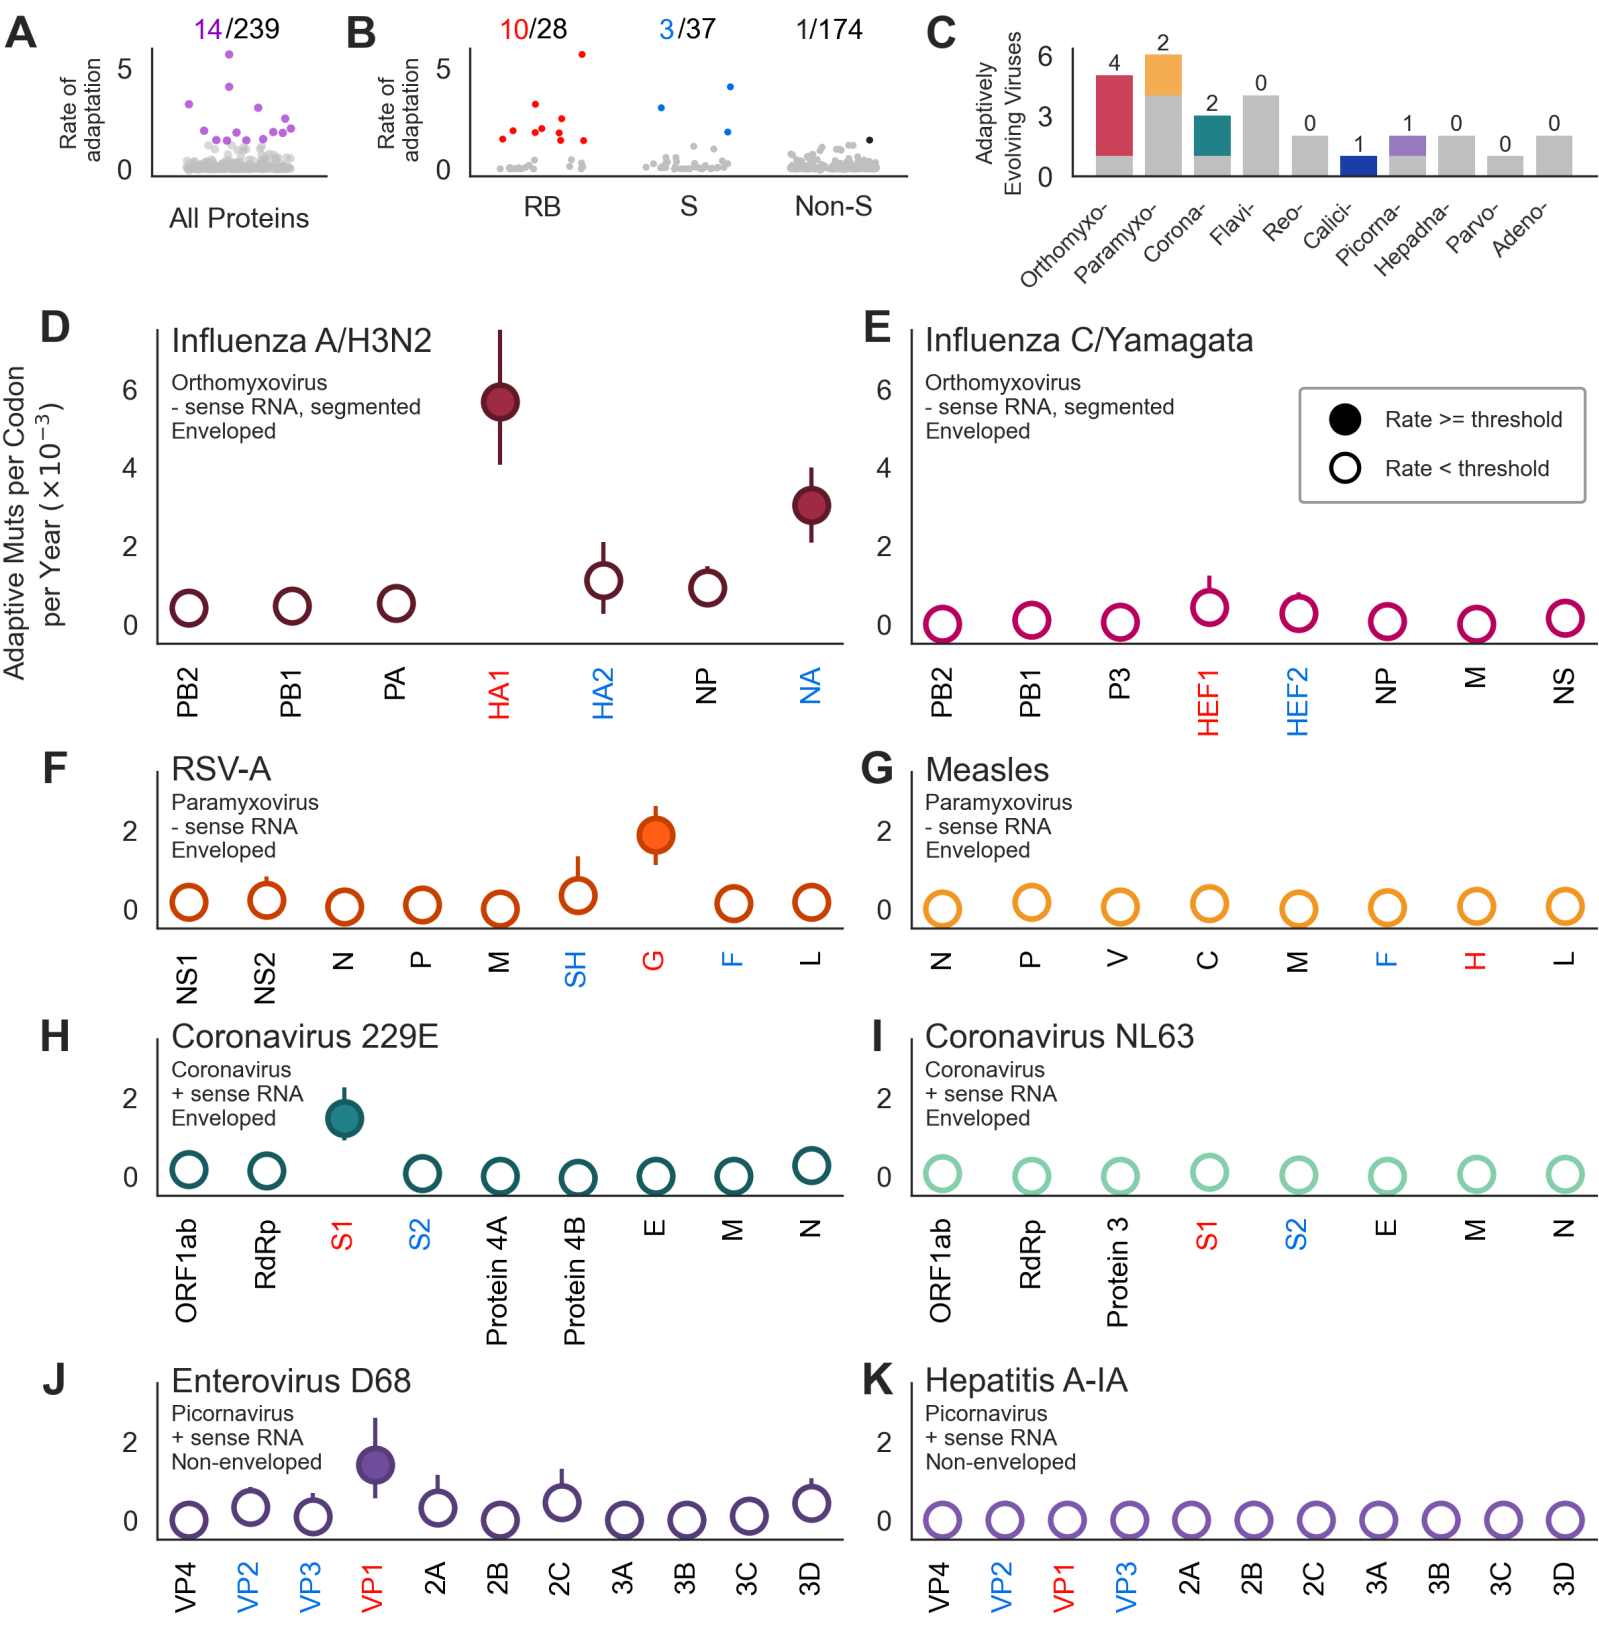 A
14/239
Rate of
adaptation
5
0
All Proteins
B
10/28
3/37
1/174
Rate of
adaptation
5
0
RB
S
Non-S
C
Adaptively
Evolving Viruses
6
3
0
4
2
2
0
0
1
1
0
0
0
Orthomyxo-
Paramyxo-
Corona-
Flavi-
Reo-
Calici-
Picorna-
Hepadna-
Parvo-
Adeno-
Adaptive Muts per Codon
per Year (×10⁻³)
D
Influenza A/H3N2
Orthomyxovirus
- sense RNA, segmented
Enveloped
6
4
2
0
PB2
PB1
PA
HA1
HA2
NP
NA
E
Influenza C/Yamagata
Orthomyxovirus
- sense RNA, segmented
Enveloped
Rate >= threshold
Rate < threshold
6
4
2
0
PB2
PB1
P3
HEF1
HEF2
NP
M
NS
F
RSV-A
Paramyxovirus
- sense RNA
Enveloped
2
0
NS1
NS2
N
P
M
SH
G
F
L
G
Measles
Paramyxovirus
- sense RNA
Enveloped
2
0
N
P
V
C
M
F
H
L
H
Coronavirus 229E
Coronavirus
+ sense RNA
Enveloped
2
0
ORF1ab
RdRp
S1
S2
Protein 4A
Protein 4B
E
M
N
I
Coronavirus NL63
Coronavirus
+ sense RNA
Enveloped
2
0
ORF1ab
RdRp
Protein 3
S1
S2
E
M
N
J
Enterovirus D68
Picornavirus
+ sense RNA
Non-enveloped
2
0
VP4
VP2
VP3
VP1
2A
2B
2C
3A
3B
3C
3D
K
Hepatitis A-IA
Picornavirus
+ sense RNA
Non-enveloped
2
0
VP4
VP2
VP1
VP3
2A
2B
2C
3A
3B
3C
3D